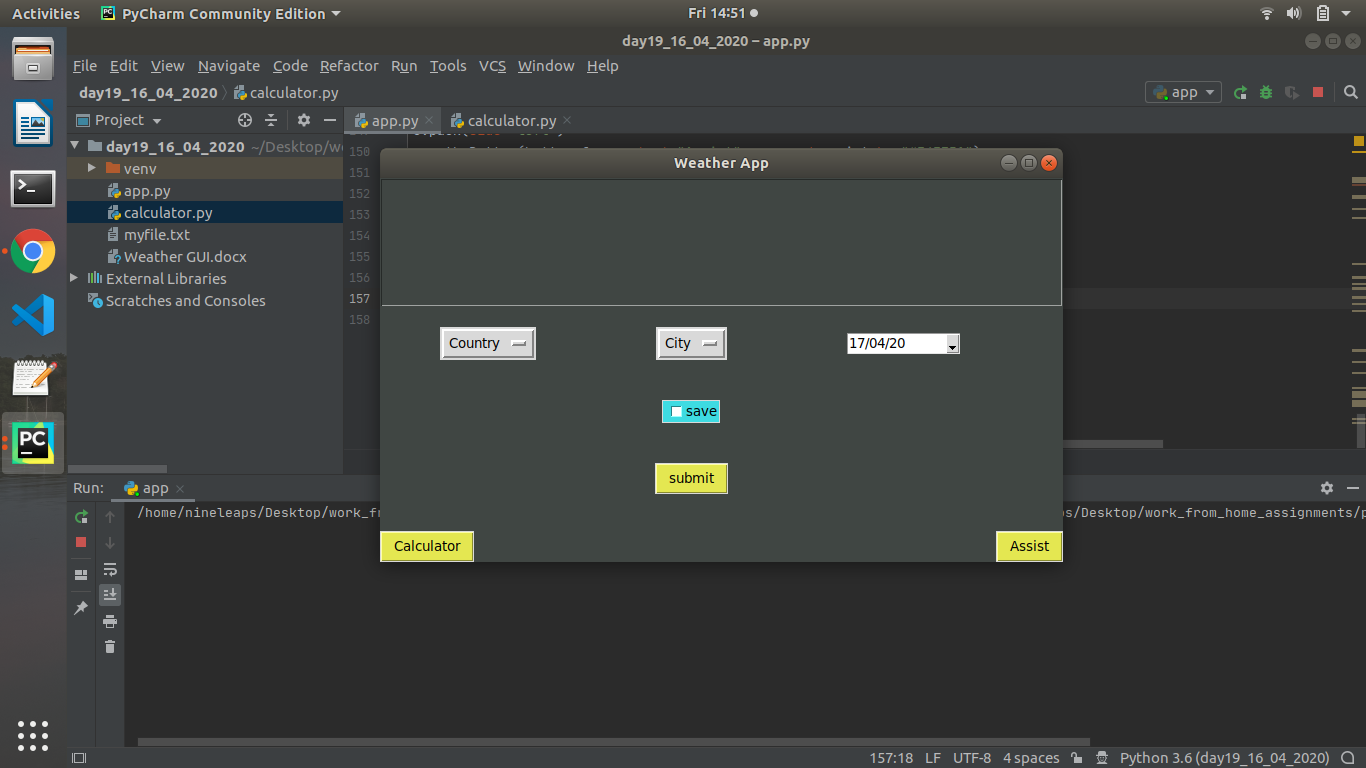 Activities PyCharm Community Edition Fri 14:51
day19_16_04_2020 – app.py
File Edit View Navigate Code Refactor Run Tools VCS Window Help
day19_16_04_2020 calculator.py app
Project app.py calculator.py
day19_16_04_2020 ~/Desktop/w
venv
app.py
calculator.py
myfile.txt
Weather GUI.docx
External Libraries
Scratches and Consoles
150
151
152
153
154
155
156
157
158
Weather App
Country City 17/04/20
save
submit
Calculator Assist
Run: app
/home/nineleaps/Desktop/work_fr s/Desktop/work_from_home_assignments/p
157:18 LF UTF-8 4 spaces Python 3.6 (day19_16_04_2020)
PC